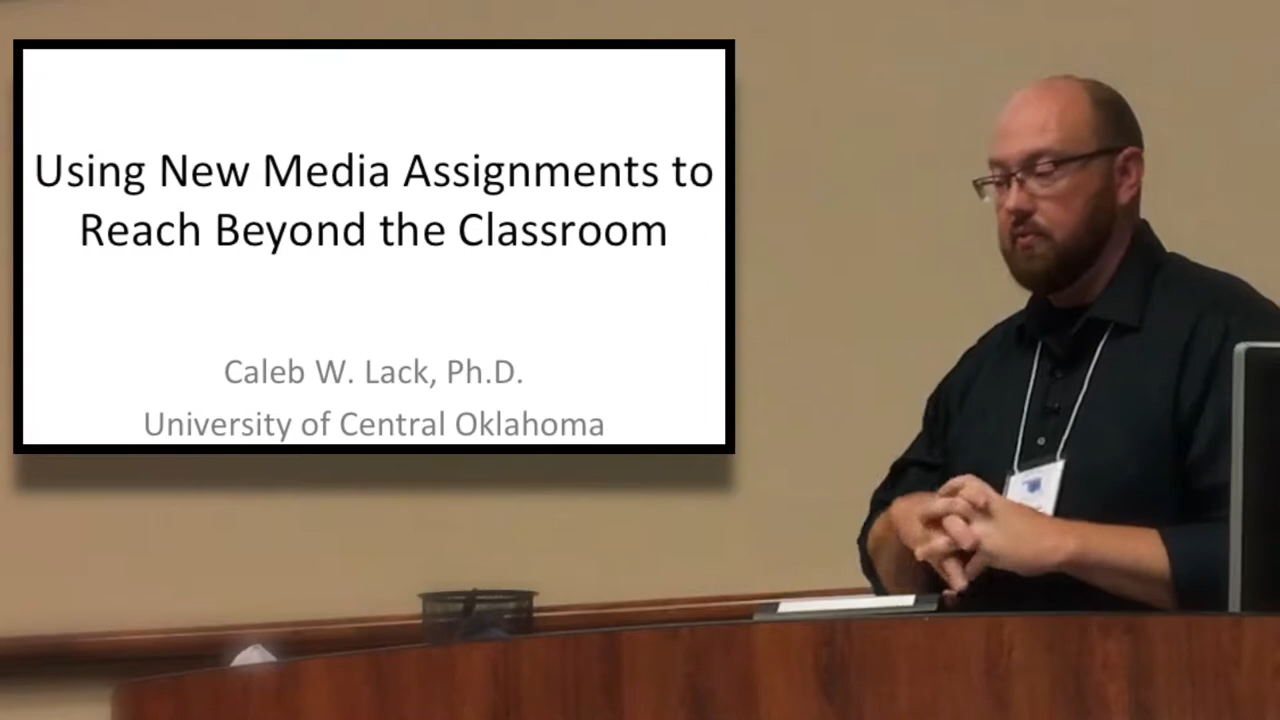 Using New Media Assignments to
Reach Beyond the Classroom
Caleb W. Lack, Ph.D.
University of Central Oklahoma